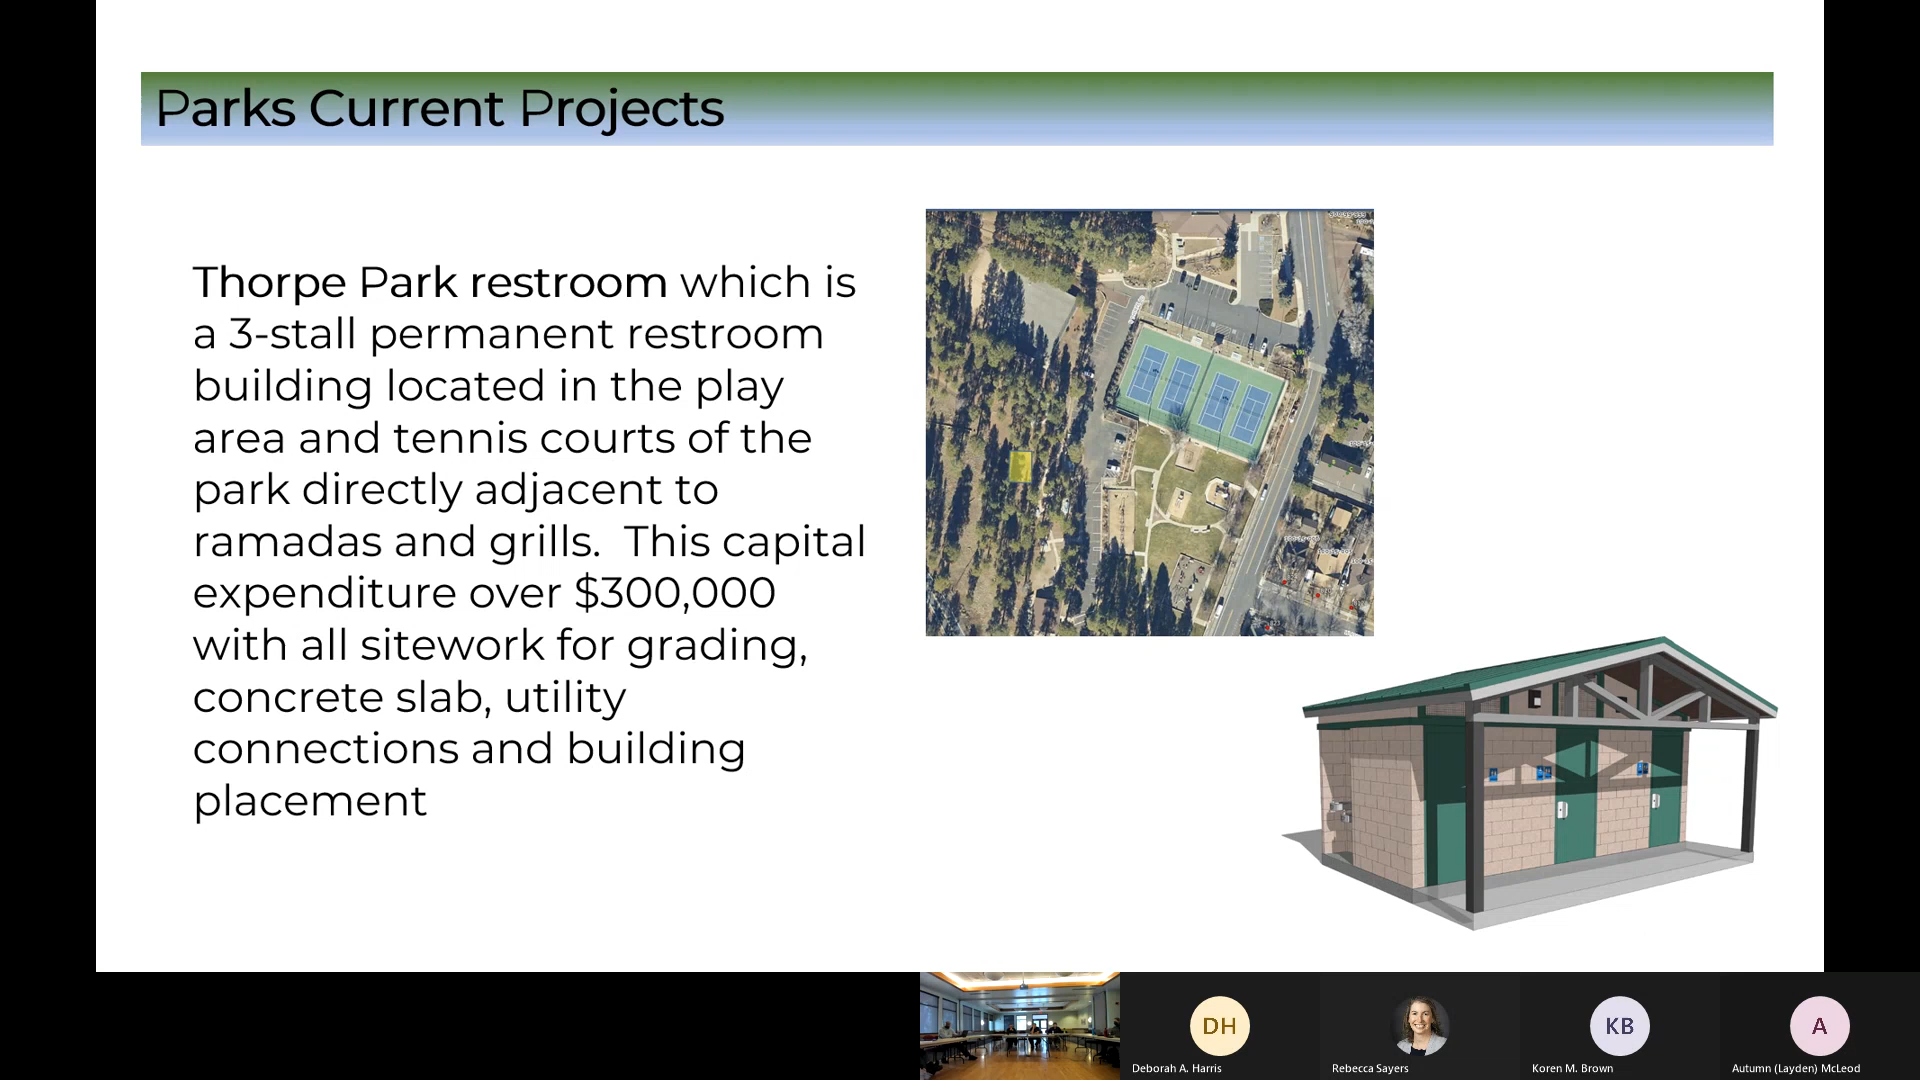 Parks Current Projects
Thorpe Park restroom which is
a 3-stall permanent restroom
building located in the play
area and tennis courts of the
park directly adjacent to
ramadas and grills.  This capital
expenditure over $300,000
with all sitework for grading,
concrete slab, utility
connections and building
placement
DH
KB
A
Deborah A. Harris
Rebecca Sayers
Koren M. Brown
Autumn (Layden) McLeod